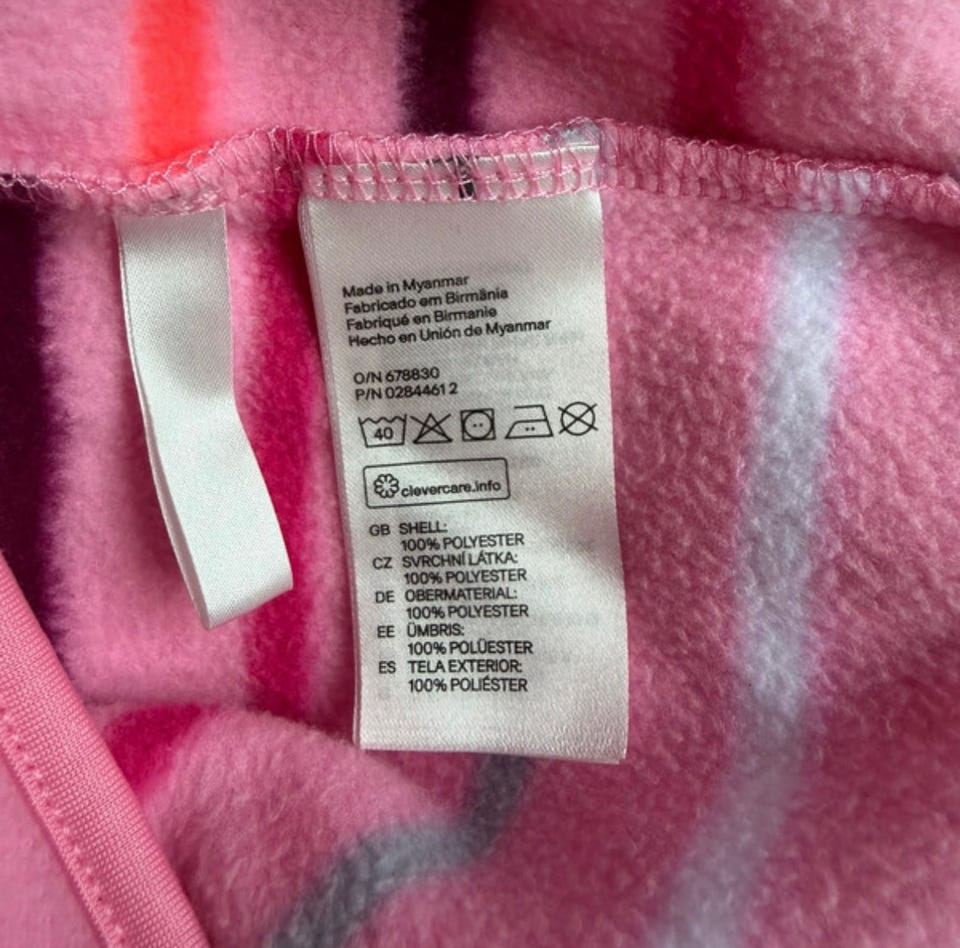 Made in Myanmar
Fabricado em Birmânia
Fabriqué en Birmanie
Hecho en Unión de Myanmar
O/N 678830
P/N 02844612
40
clevercare.info
GB SHELL:
100% POLYESTER
CZ SVRCHNÍ LÁTKA:
100% POLYESTER
DE OBERMATERIAL:
100% POLYESTER
EE ÜMBRIS:
100% POLÜESTER
ES TELA EXTERIOR:
100% POLIÉSTER